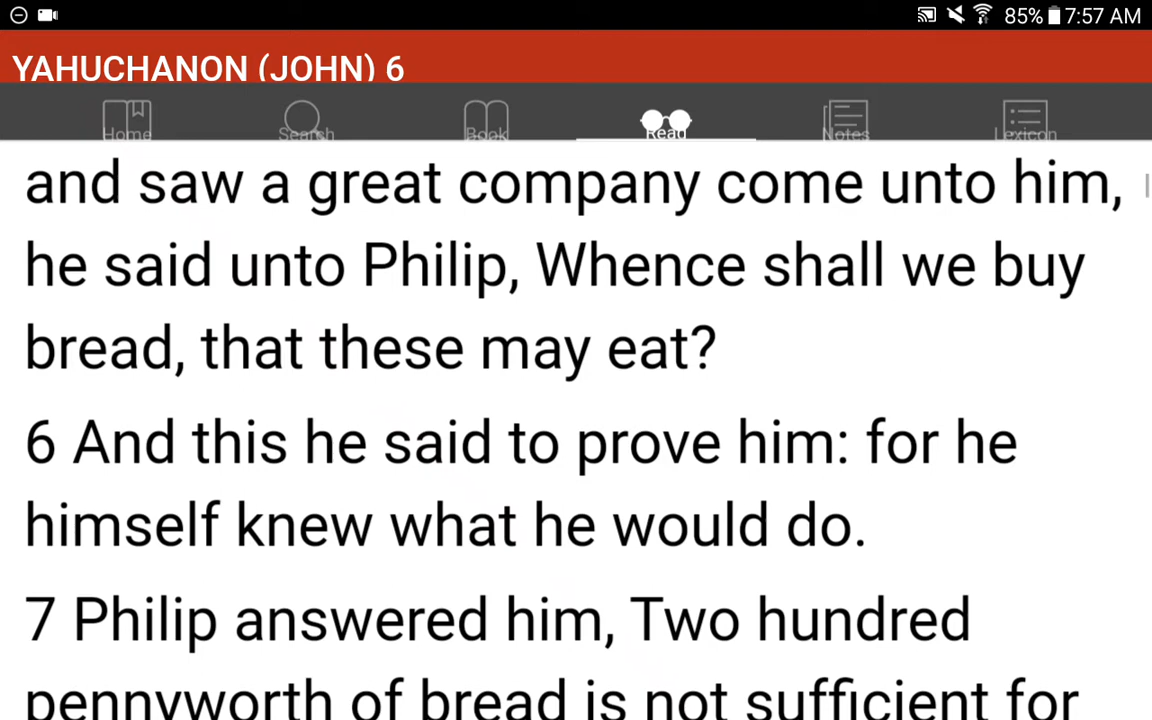 85% 7:57 AM
YAHUCHANON (JOHN) 6
Home Search Book Read Notes Lexicon
and saw a great company come unto him,
he said unto Philip, Whence shall we buy
bread, that these may eat?
6 And this he said to prove him: for he
himself knew what he would do.
7 Philip answered him, Two hundred
pennyworth of bread is not sufficient for